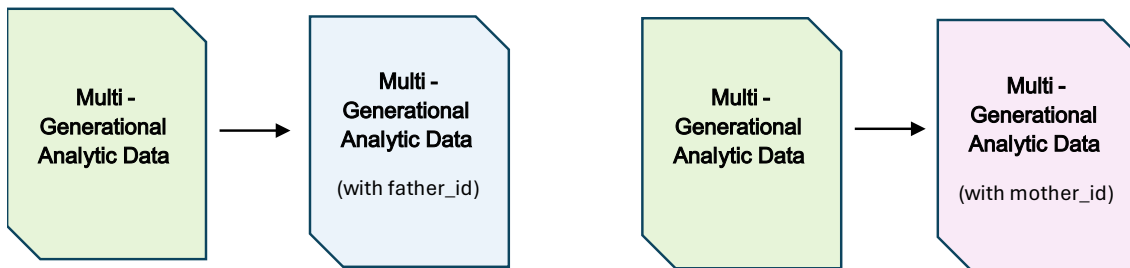 Multi -
Generational
Analytic Data
Multi -
Generational
Analytic Data
(with father_id)
Multi -
Generational
Analytic Data
Multi -
Generational
Analytic Data
(with mother_id)